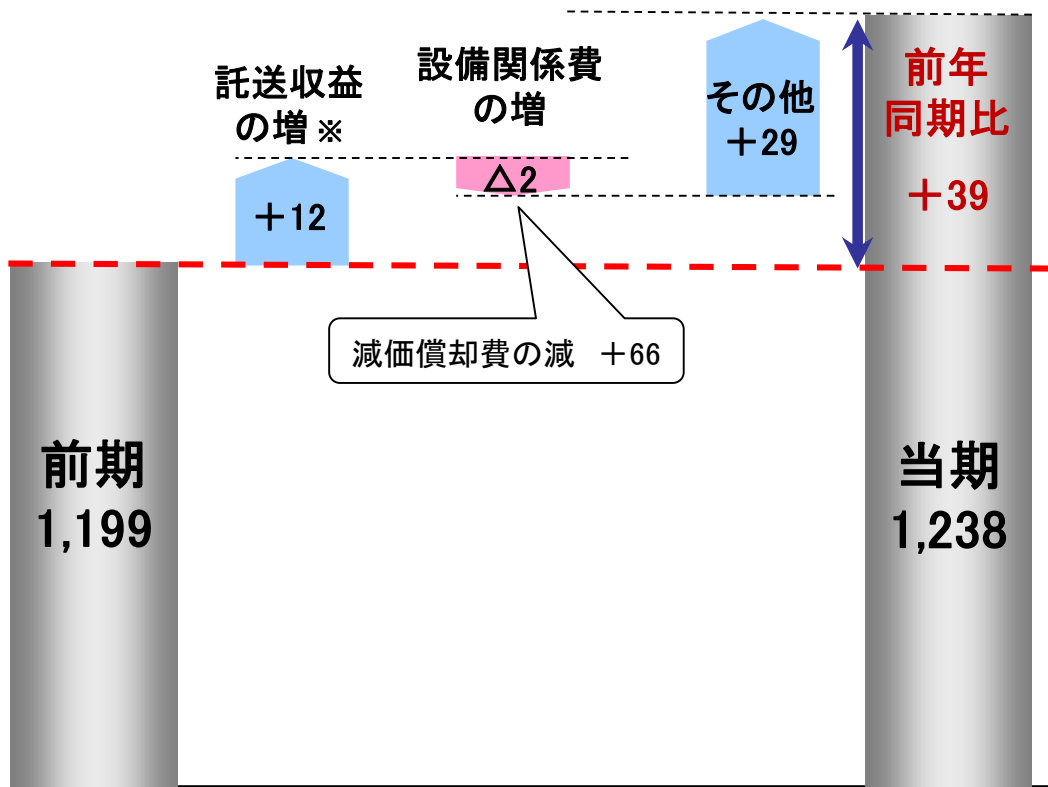 託送収益
の増※
＋12
設備関係費
の増
△2
その他
＋29
前年
同期比
＋39
減価償却費の減　＋66
前期
1,199
当期
1,238